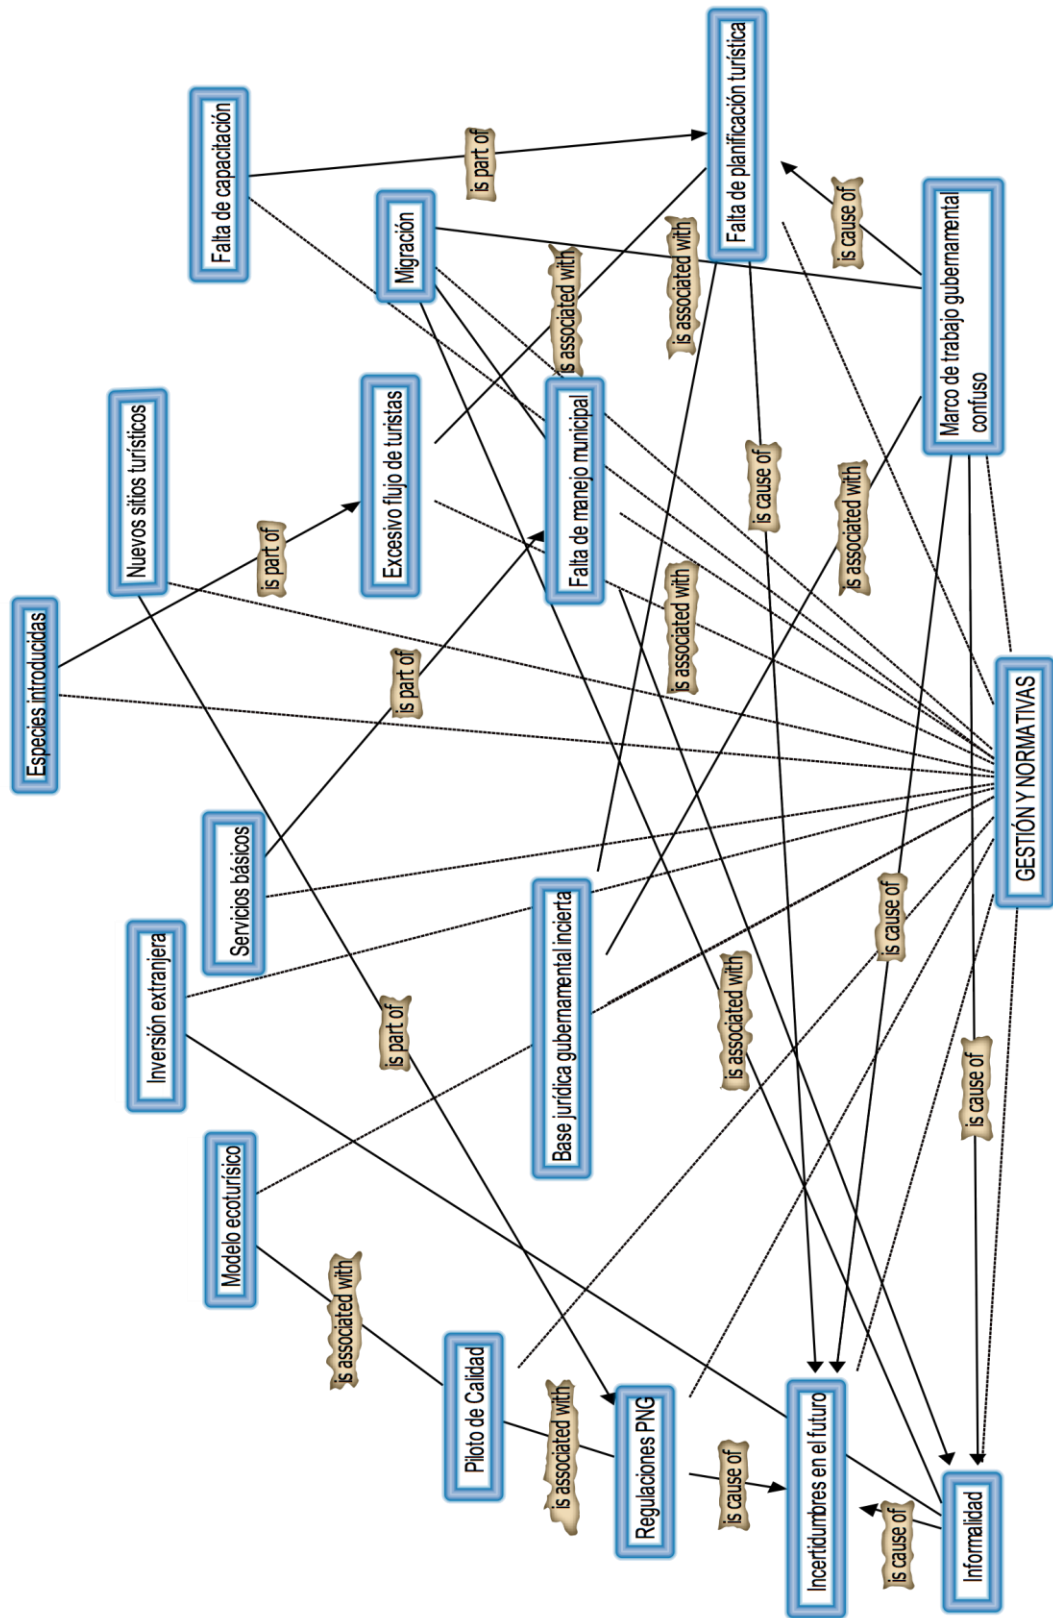 Especies introducidas
Inversión extranjera
Nuevos sitios turísticos
Modelo ecoturísico
Servicios básicos
Falta de capacitación
is part of
is associated with
is part of
is part of
Excesivo flujo de turistas
Migración
Piloto de Calidad
is part of
is associated with
Base jurídica gubernamental incierta
Falta de manejo municipal
is associated with
Regulaciones PNG
is associated with
is associated with
is cause of
is associated with
is cause of
Falta de planificación turística
Incertidumbres en el futuro
is associated with
is cause of
is cause of
is cause of
Informalidad
is cause of
Marco de trabajo gubernamental
confuso
GESTIÓN Y NORMATIVAS